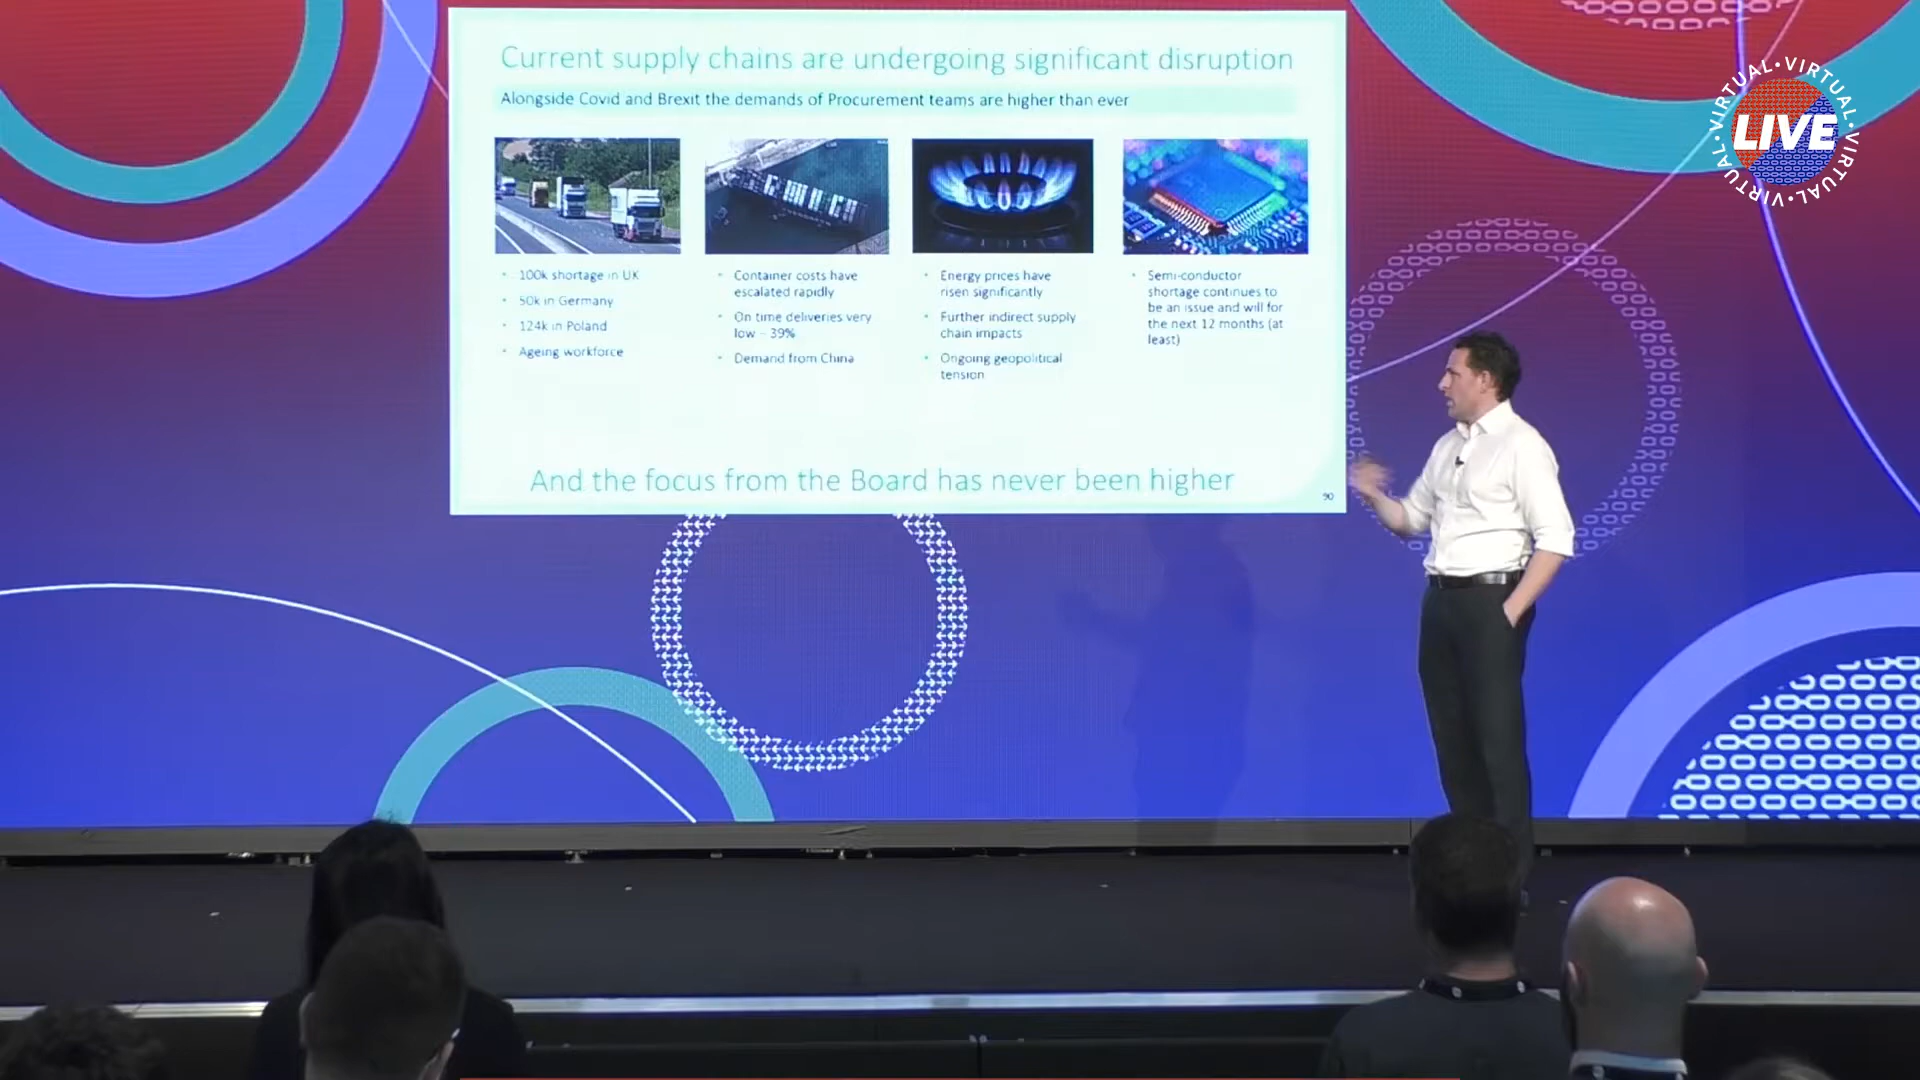 Current supply chains are undergoing significant disruption
Alongside Covid and Brexit the demands of Procurement teams are higher than ever
100k shortage in UK
50k in Germany
124k in Poland
Ageing workforce
Container costs have
escalated rapidly
On time deliveries very
low – 39%
Demand from China
Energy prices have
risen significantly
Further indirect supply
chain impacts
Ongoing geopolitical
tension
Semi-conductor
shortage continues to
be an issue and will for
the next 12 months (at
least)
And the focus from the Board has never been higher
90
VIRTUAL•VIRTUAL•VIRTUAL•VIRTUAL•
LIVE